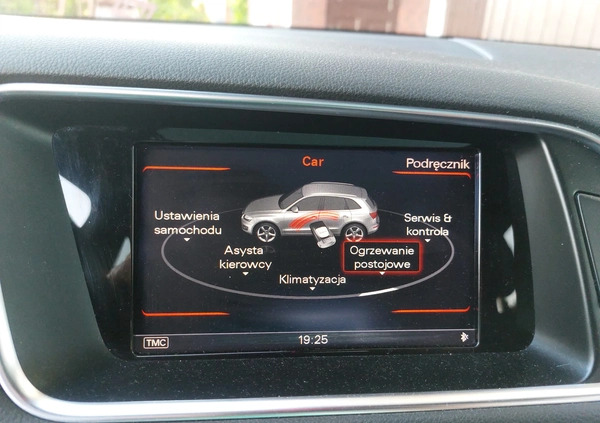 Car
Podręcznik
Ustawienia
samochodu
Serwis &
kontrola
Asysta
kierowcy
Ogrzewanie
postojowe
Klimatyzacja
TMC
19:25